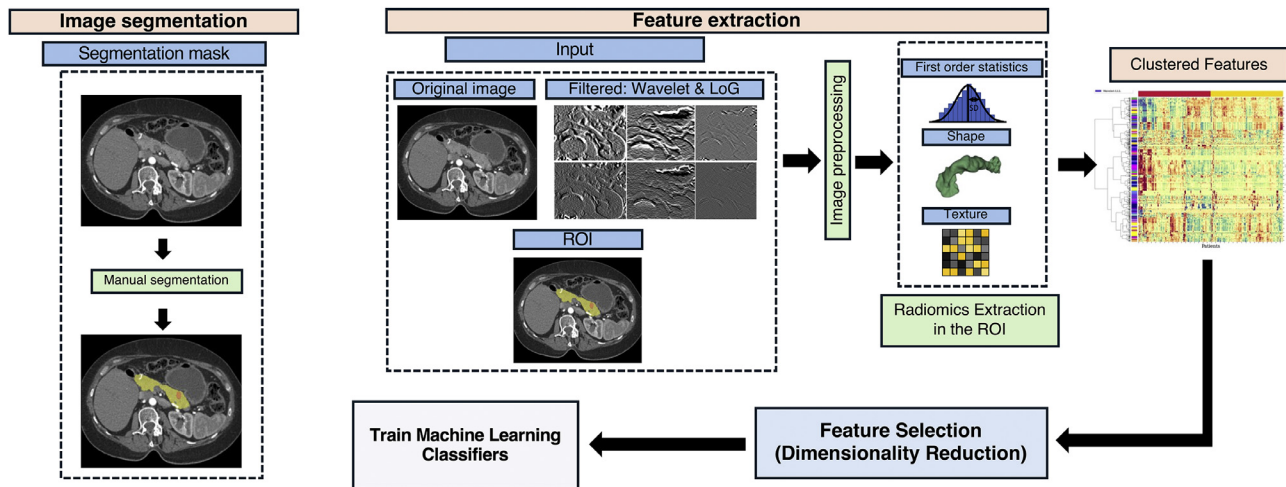 Image segmentation
Segmentation mask
Manual segmentation
Feature extraction
Input
Original image
Filtered: Wavelet & LoG
ROI
Image preprocessing
First order statistics
SD
Shape
Texture
Radiomics Extraction
in the ROI
Clustered Features
Patients
Feature Selection
(Dimensionality Reduction)
Train Machine Learning
Classifiers